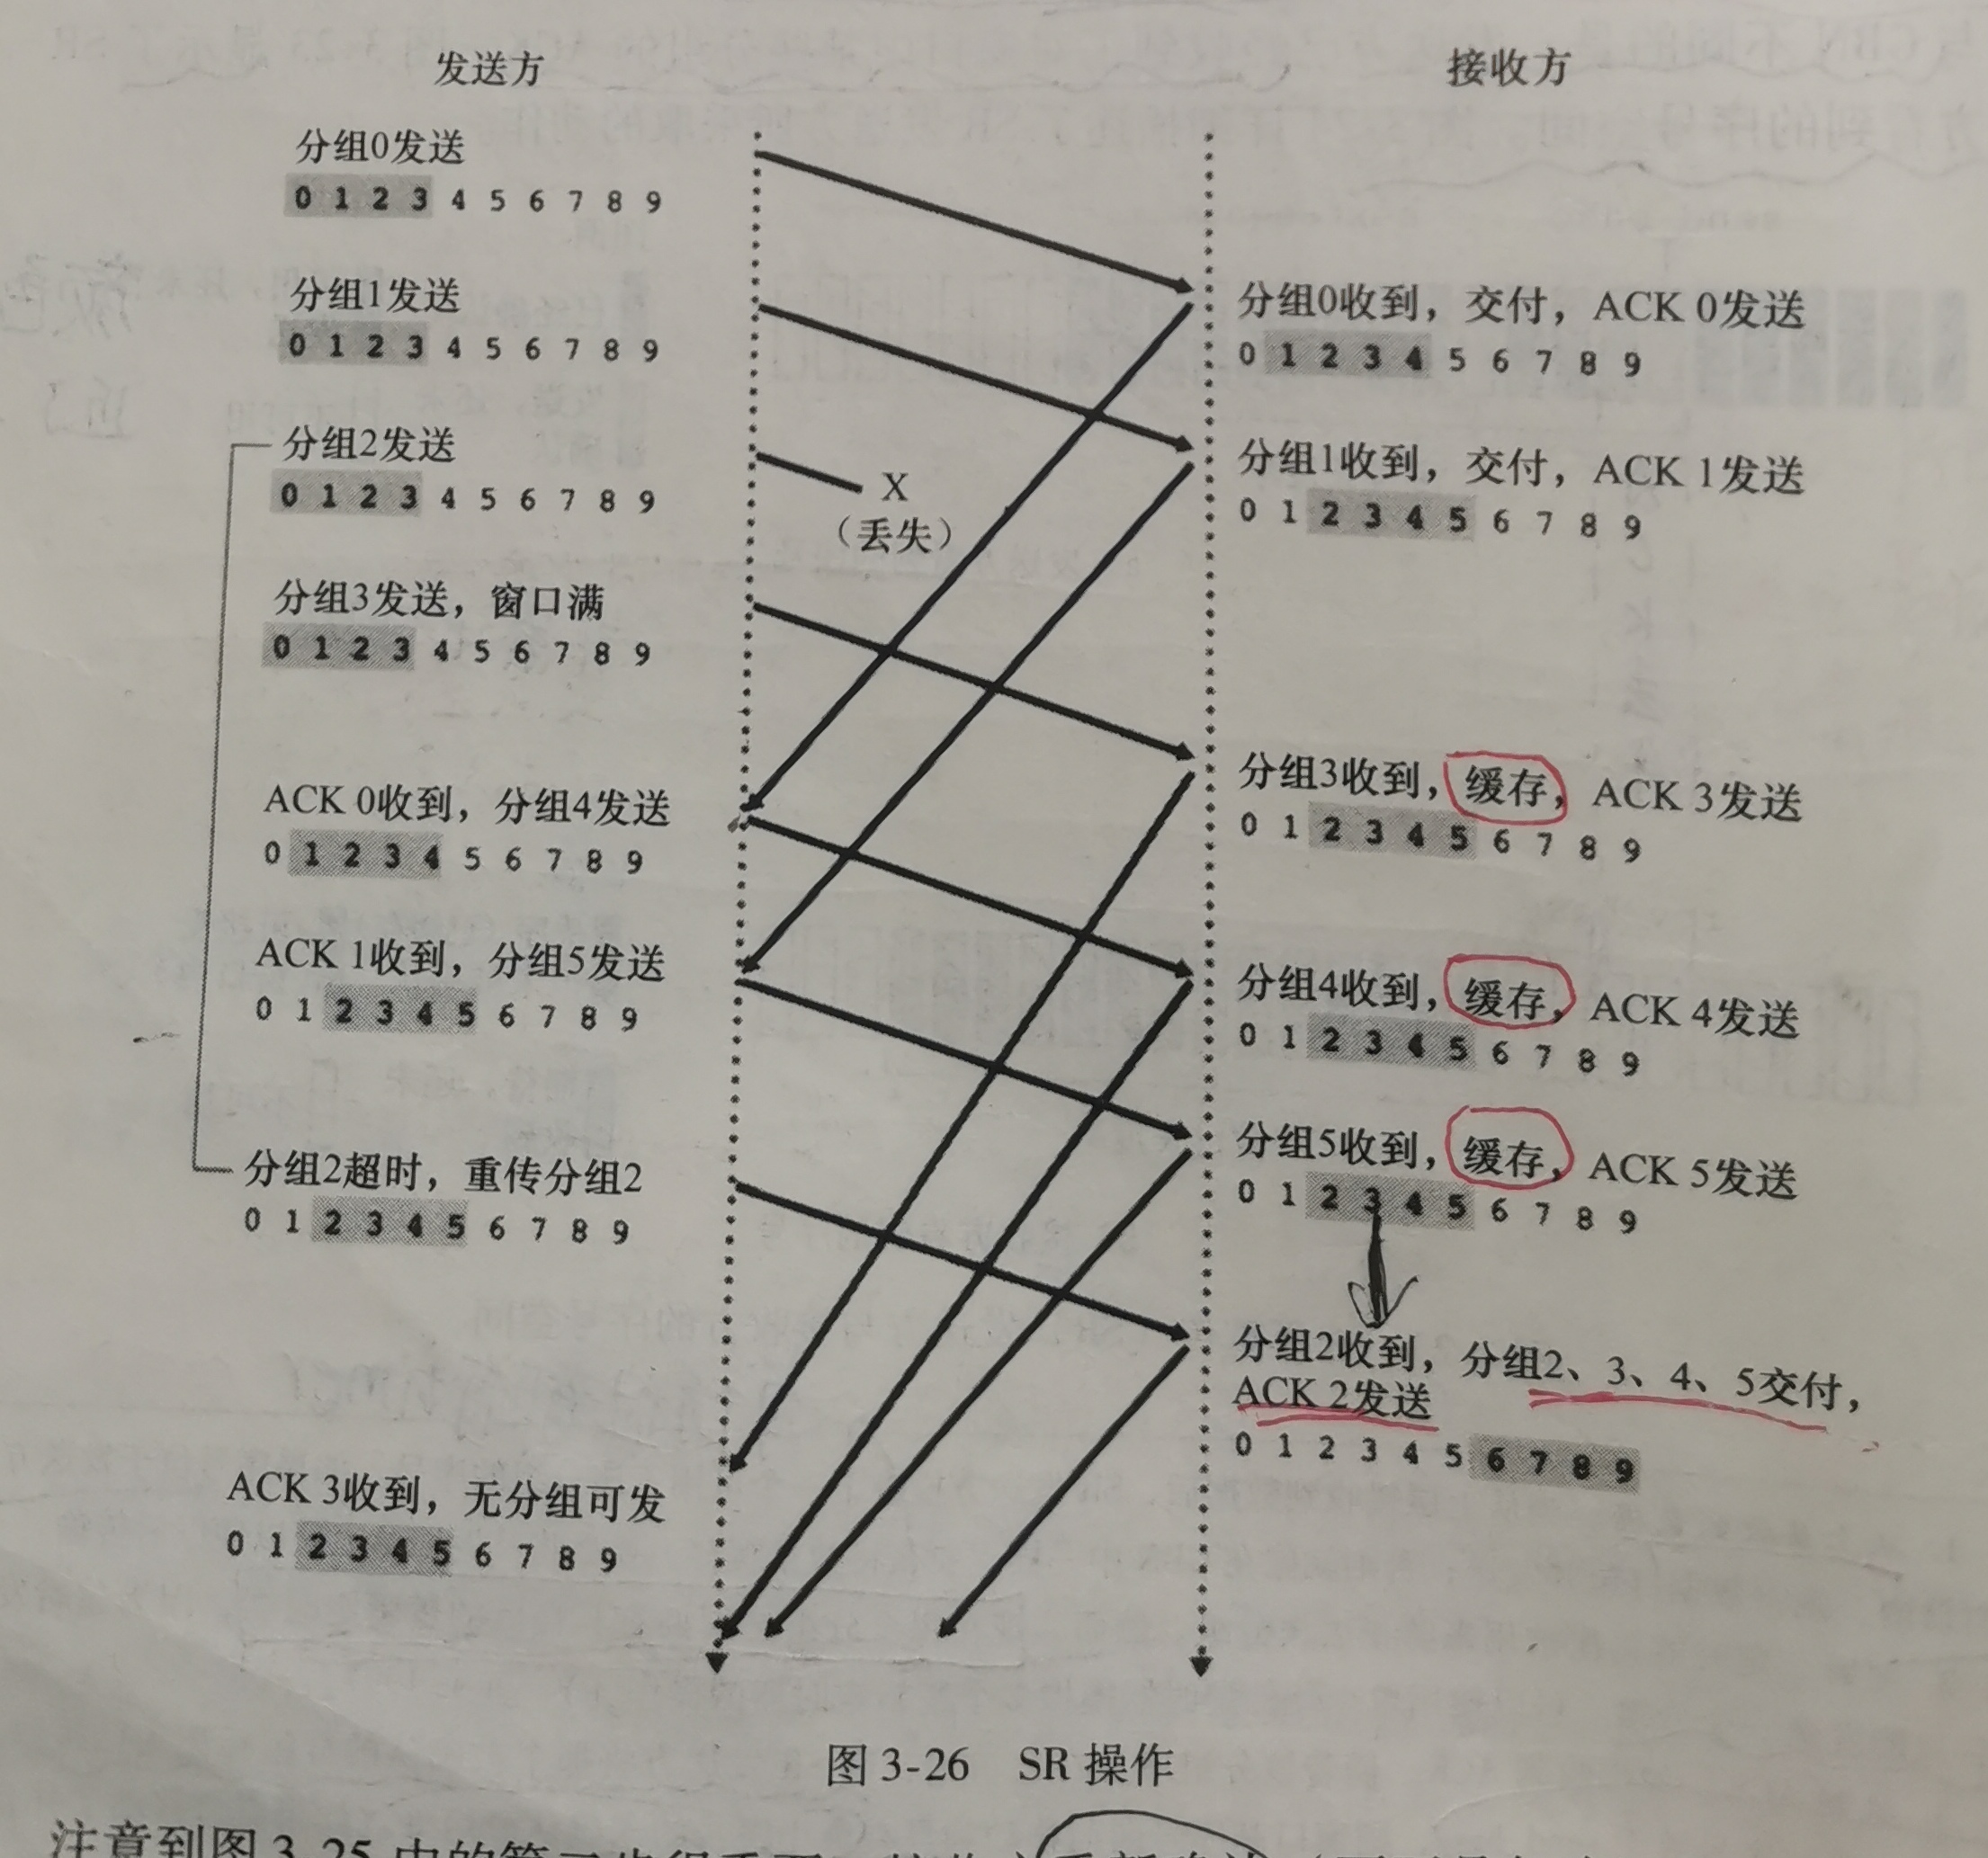 发送方
接收方
分组0发送
0 1 2 3 4 5 6 7 8 9
分组1发送
0 1 2 3 4 5 6 7 8 9
分组2发送
0 1 2 3 4 5 6 7 8 9
X
（丢失）
分组3发送，窗口满
0 1 2 3 4 5 6 7 8 9
ACK 0收到，分组4发送
0 1 2 3 4 5 6 7 8 9
ACK 1收到，分组5发送
0 1 2 3 4 5 6 7 8 9
分组2超时，重传分组2
0 1 2 3 4 5 6 7 8 9
ACK 3收到，无分组可发
0 1 2 3 4 5 6 7 8 9
分组0收到，交付，ACK 0发送
0 1 2 3 4 5 6 7 8 9
分组1收到，交付，ACK 1发送
0 1 2 3 4 5 6 7 8 9
分组3收到，缓存，ACK 3发送
0 1 2 3 4 5 6 7 8 9
分组4收到，缓存，ACK 4发送
0 1 2 3 4 5 6 7 8 9
分组5收到，缓存，ACK 5发送
0 1 2 3 4 5 6 7 8 9
分组2收到，分组2、3、4、5交付，
ACK 2发送
0 1 2 3 4 5 6 7 8 9
图 3-26 SR 操作
注意到图 3-25 中的第二步很重要